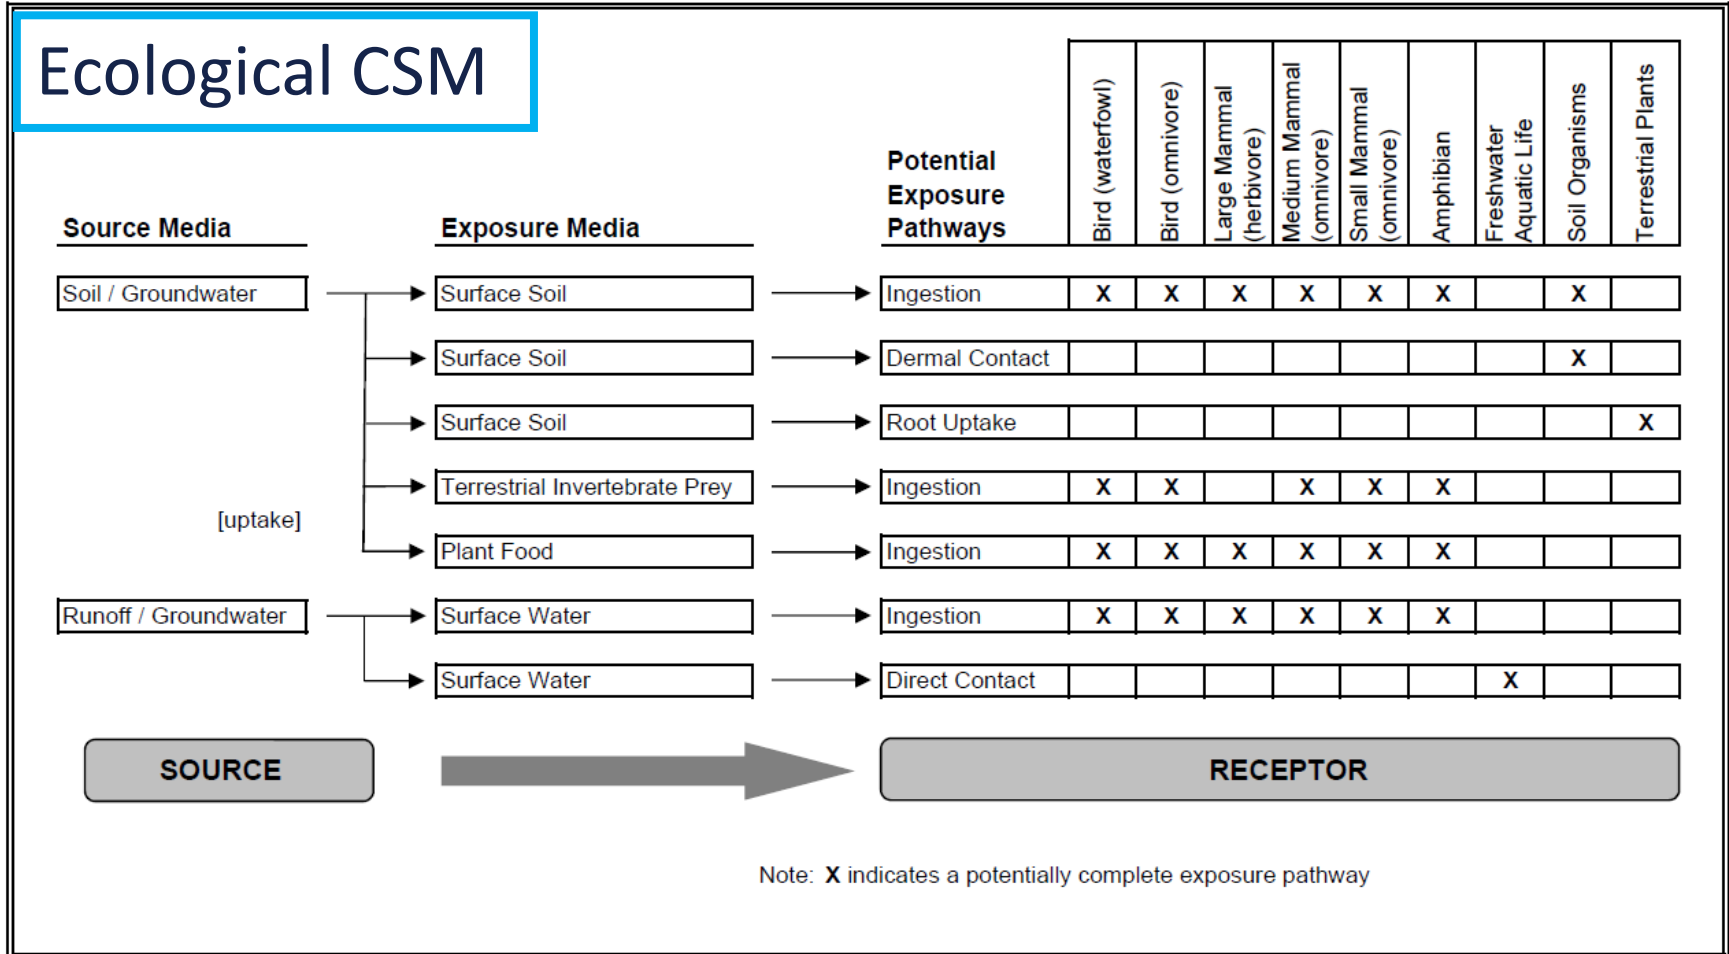 Ecological CSM
Source Media
Exposure Media
Potential
Exposure
Pathways
Bird (waterfowl)
Bird (omnivore)
Large Mammal
(herbivore)
Medium Mammal
(omnivore)
Small Mammal
(omnivore)
Amphibian
Freshwater
Aquatic Life
Soil Organisms
Terrestrial Plants
Soil / Groundwater Surface Soil Ingestion X X X X X X X
Surface Soil Dermal Contact X
Surface Soil Root Uptake X
Terrestrial Invertebrate Prey Ingestion X X X X X
[uptake]
Plant Food Ingestion X X X X X X
Runoff / Groundwater Surface Water Ingestion X X X X X X
Surface Water Direct Contact X
SOURCE
RECEPTOR
Note: X indicates a potentially complete exposure pathway